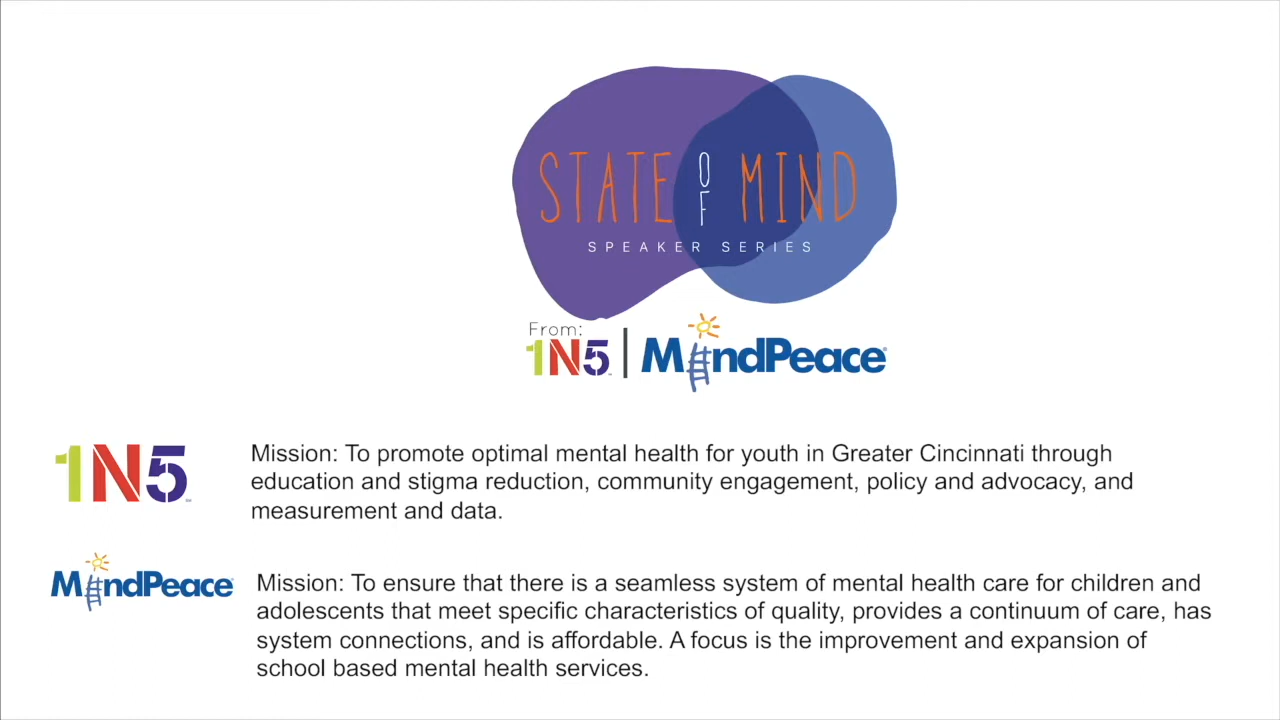 STATE OF MIND
SPEAKER SERIES
From:
1N5 | MindPeace®
1N5 Mission: To promote optimal mental health for youth in Greater Cincinnati through
education and stigma reduction, community engagement, policy and advocacy, and
measurement and data.
MindPeace Mission: To ensure that there is a seamless system of mental health care for children and
adolescents that meet specific characteristics of quality, provides a continuum of care, has
system connections, and is affordable. A focus is the improvement and expansion of
school based mental health services.